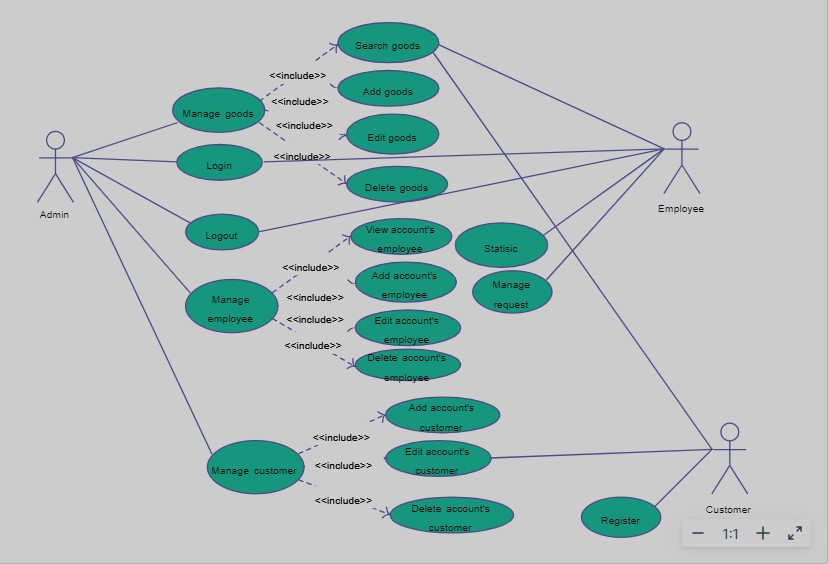 Search goods
<<include>>
Add goods
<<include>>
Manage goods
<<include>>
Edit goods
<<include>>
Login
Delete goods
Admin
Employee
Logout
View account's
employee
Statisic
<<include>>
Add account's
employee
Manage
request
Manage
employee
<<include>>
<<include>>
Edit account's
employee
<<include>>
Delete account's
employee
Add account's
customer
<<include>>
Edit account's
customer
<<include>>
Manage customer
<<include>>
Delete account's
customer
Register
Customer
1:1